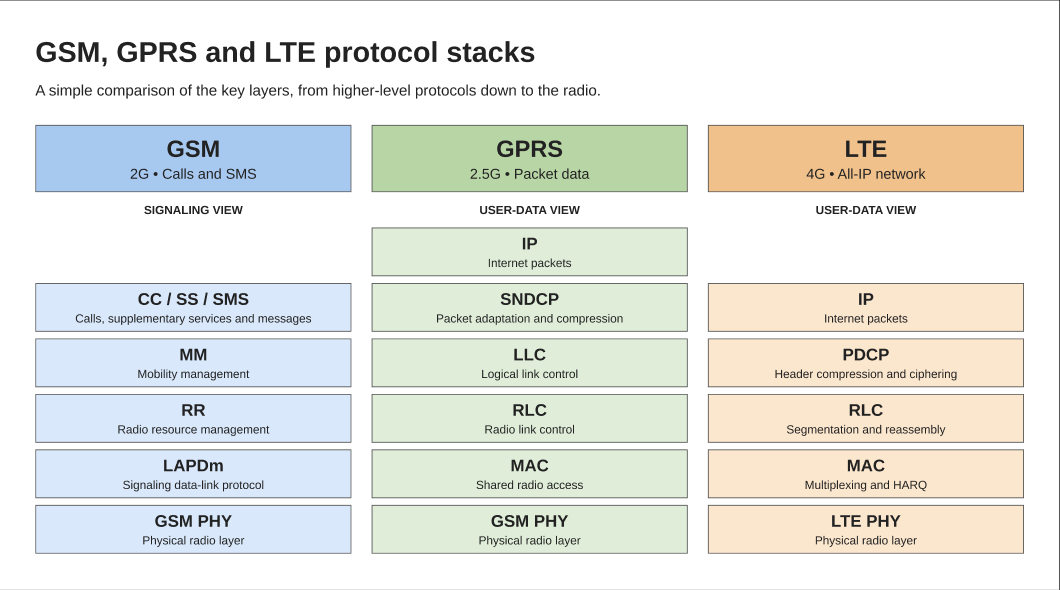 GSM, GPRS and LTE protocol stacks
A simple comparison of the key layers, from higher-level protocols down to the radio.
GSM
2G • Calls and SMS
SIGNALING VIEW
CC / SS / SMS
Calls, supplementary services and messages
MM
Mobility management
RR
Radio resource management
LAPDm
Signaling data-link protocol
GSM PHY
Physical radio layer
GPRS
2.5G • Packet data
USER-DATA VIEW
IP
Internet packets
SNDCP
Packet adaptation and compression
LLC
Logical link control
RLC
Radio link control
MAC
Shared radio access
GSM PHY
Physical radio layer
LTE
4G • All-IP network
USER-DATA VIEW
IP
Internet packets
PDCP
Header compression and ciphering
RLC
Segmentation and reassembly
MAC
Multiplexing and HARQ
LTE PHY
Physical radio layer